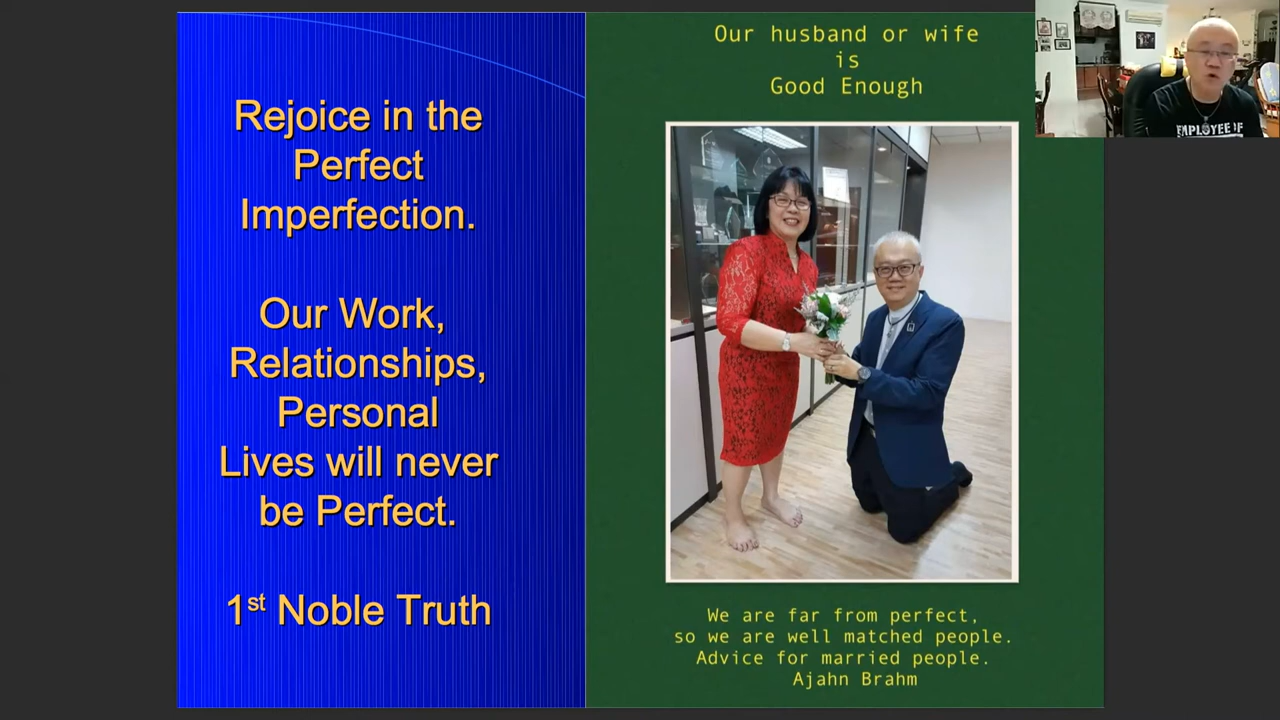 Rejoice in the
Perfect
Imperfection.
Our Work,
Relationships,
Personal
Lives will never
be Perfect.
1st Noble Truth
Our husband or wife
is
Good Enough
We are far from perfect,
so we are well matched people.
Advice for married people.
Ajahn Brahm
EMPLOYEE OF